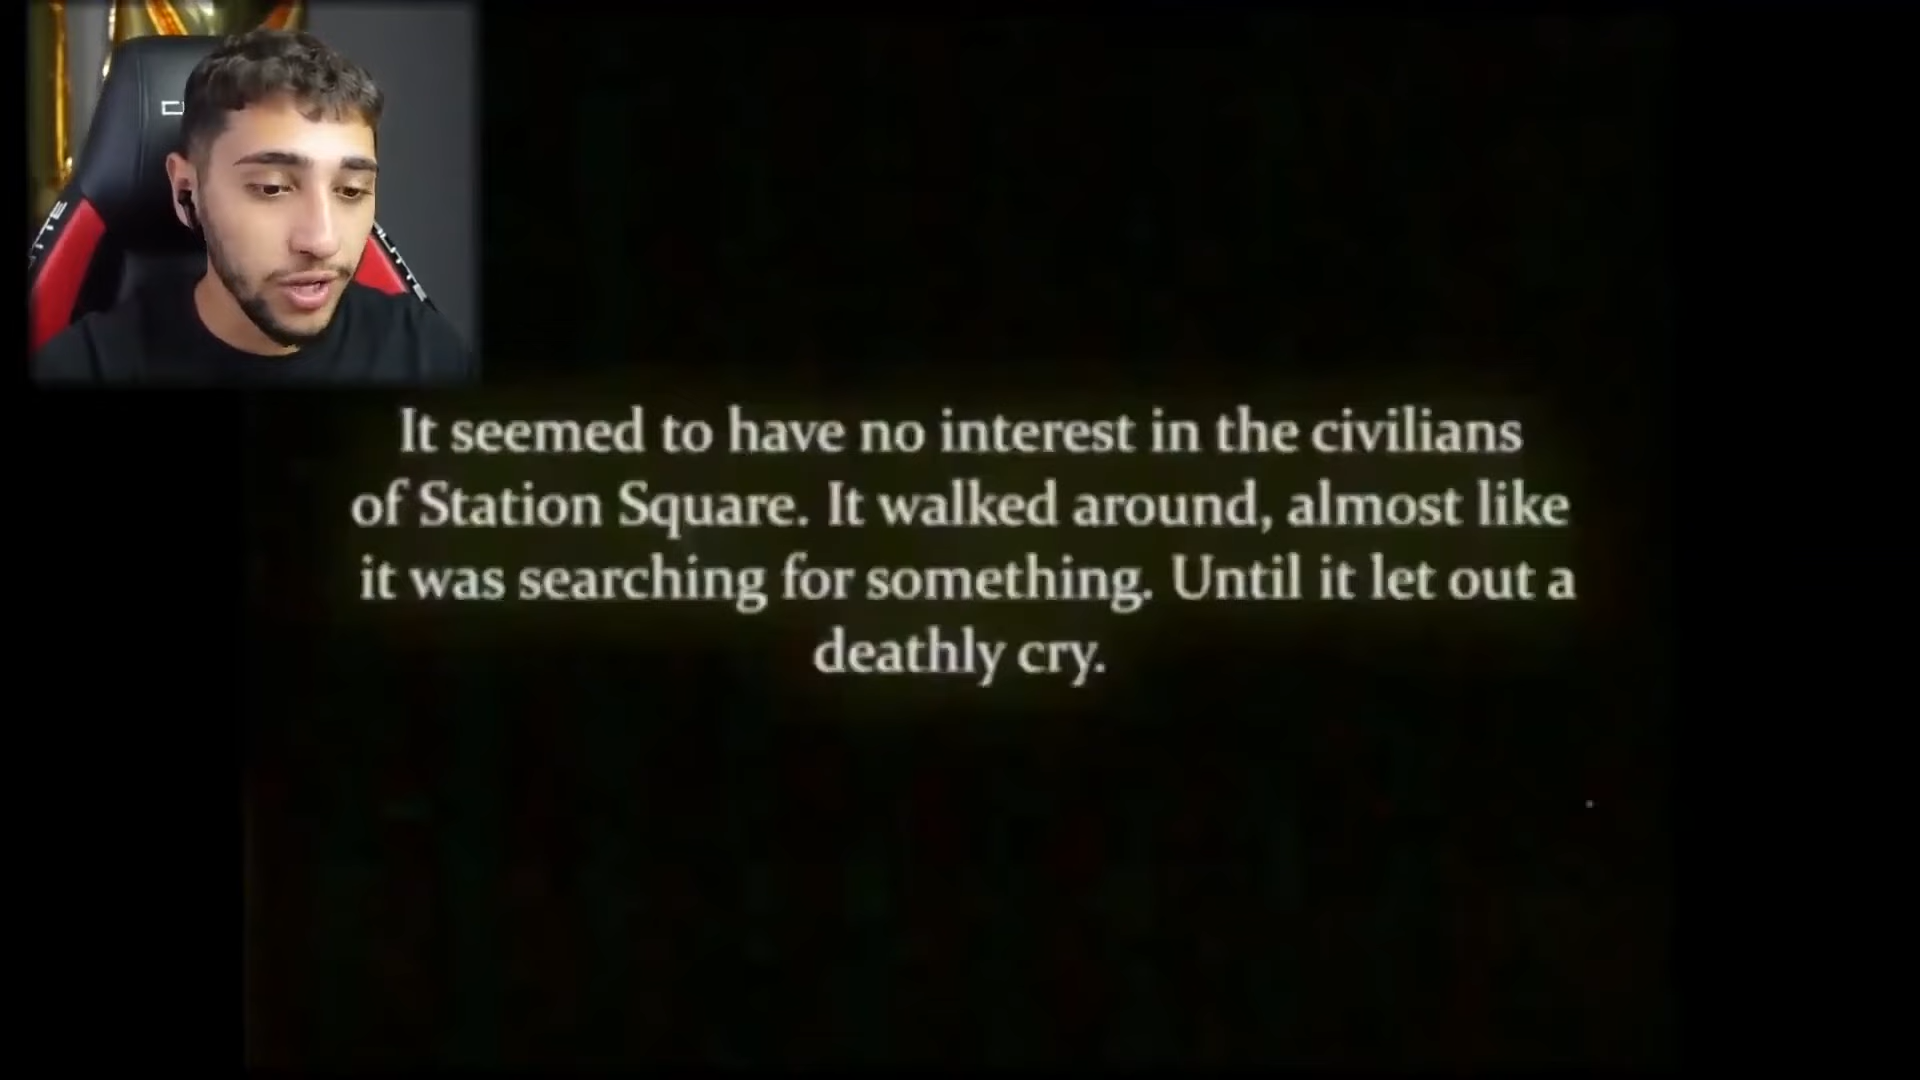 It seemed to have no interest in the civilians
of Station Square. It walked around, almost like
it was searching for something. Until it let out a
deathly cry.